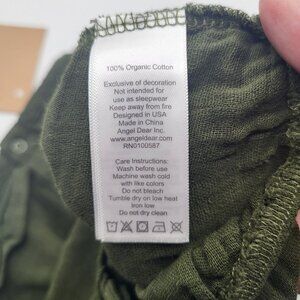 100% Organic Cotton
Exclusive of decoration
Not intended for
use as sleepwear
Keep away from fire
Designed in USA
Made in China
Angel Dear Inc.
www.angeldear.com
RN0100587
Care Instructions:
Wash before use
Machine wash cold
with like colors
Do not bleach
Tumble dry on low heat
Iron low
Do not dry clean